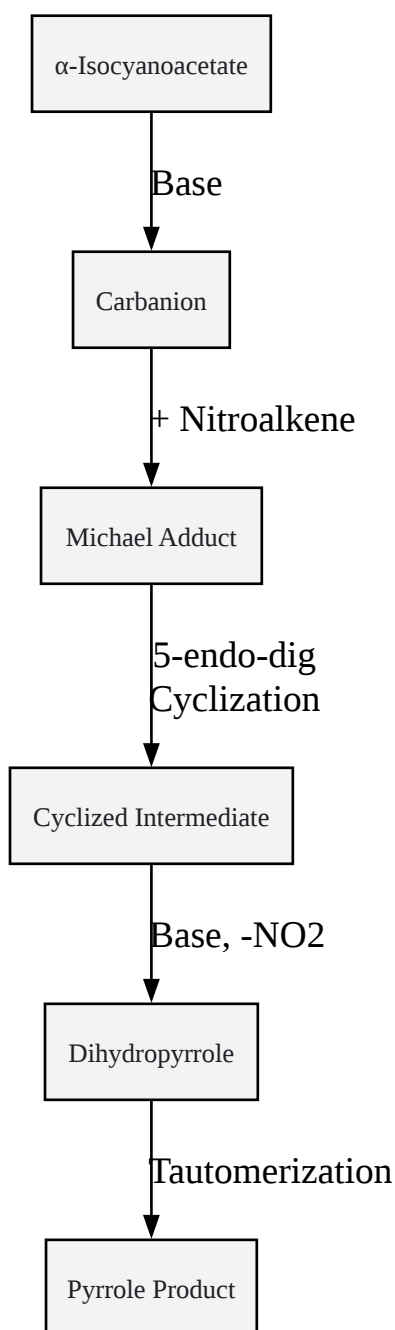 α-Isocyanoacetate
Base
Carbanion
+ Nitroalkene
Michael Adduct
5-endo-dig
Cyclization
Cyclized Intermediate
Base, -NO2
Dihydropyrrole
Tautomerization
Pyrrole Product